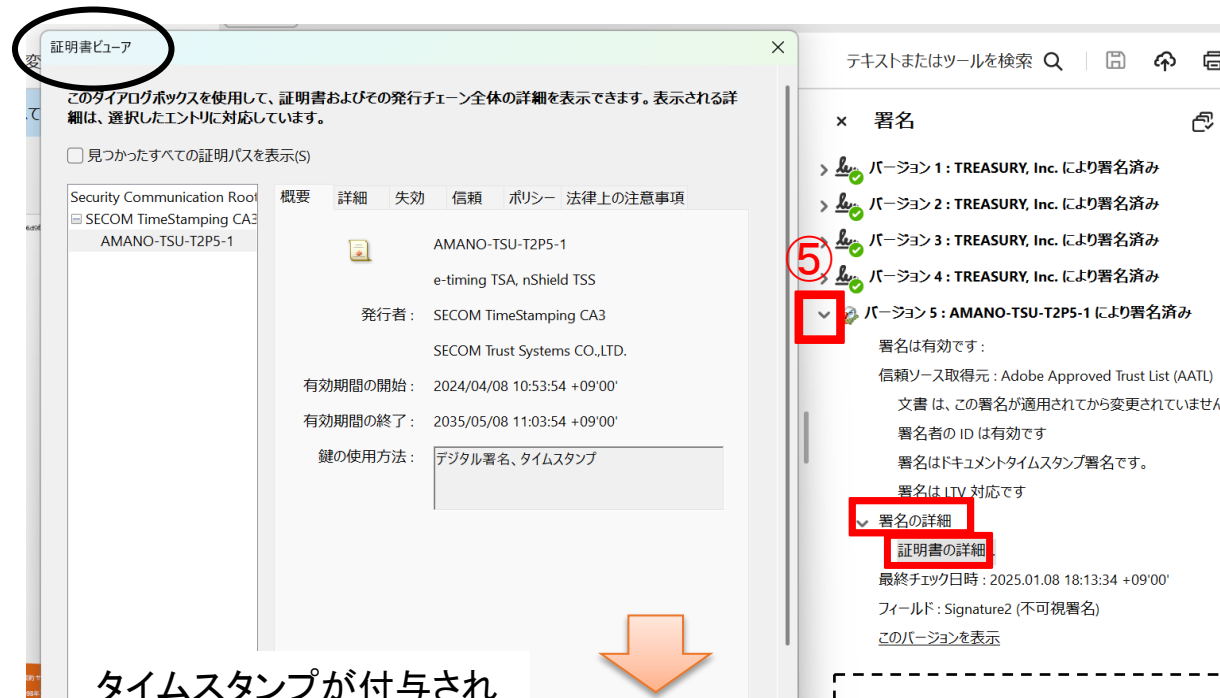 証明書ビューア
変
このダイアログボックスを使用して、証明書およびその発行チェーン全体の詳細を表示できます。表示される詳
細は、選択したエントリに対応しています。
て
見つかったすべての証明パスを表示(S)
Security Communication Root
SECOM TimeStamping CA3
AMANO-TSU-T2P5-1
概要 詳細 失効 信頼 ポリシー 法律上の注意事項
AMANO-TSU-T2P5-1
e-timing TSA, nShield TSS
発行者 : SECOM TimeStamping CA3
SECOM Trust Systems CO.,LTD.
有効期間の開始 : 2024/04/08 10:53:54 +09'00'
有効期間の終了 : 2035/05/08 11:03:54 +09'00'
鍵の使用方法 : デジタル署名、タイムスタンプ
タイムスタンプが付与され
テキストまたはツールを検索
署名
バージョン 1 : TREASURY, Inc. により署名済み
バージョン 2 : TREASURY, Inc. により署名済み
バージョン 3 : TREASURY, Inc. により署名済み
⑤
バージョン 4 : TREASURY, Inc. により署名済み
バージョン 5 : AMANO-TSU-T2P5-1 により署名済み
署名は有効です :
信頼ソース取得元 : Adobe Approved Trust List (AATL)
文書 は、この署名が適用されてから変更されていません
署名者の ID は有効です
署名はドキュメントタイムスタンプ署名です。
署名は LTV 対応です
署名の詳細
証明書の詳細
最終チェック日時 : 2025.01.08 18:13:34 +09'00'
フィールド : Signature2 (不可視署名)
このバージョンを表示